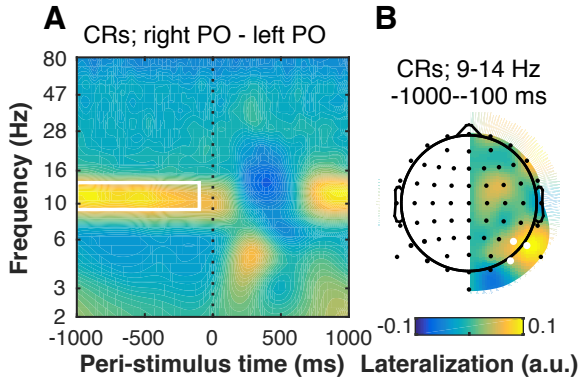 A
CRs; right PO - left PO
Frequency (Hz)
80
47
28
16
10
6
3
2
-1000
-500
0
500
1000
Peri-stimulus time (ms)
B
CRs; 9-14 Hz
-1000--100 ms
-0.1
0.1
Lateralization (a.u.)